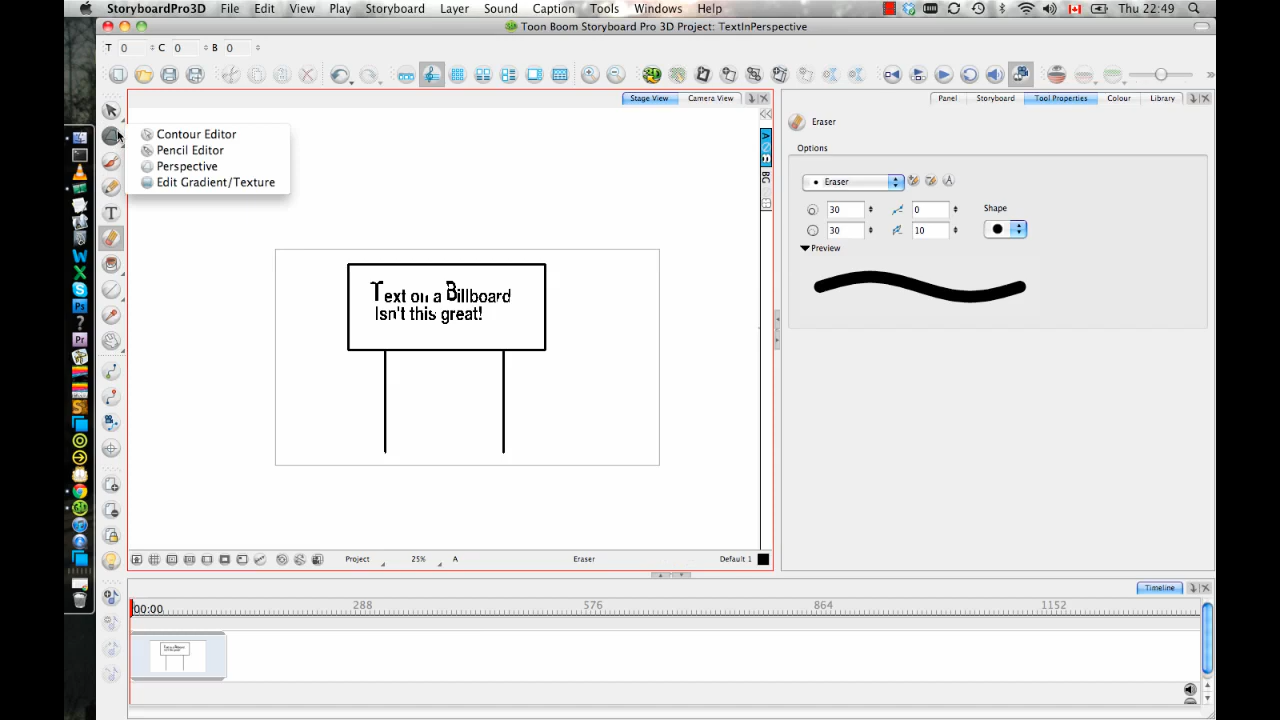 StoryboardPro3D File Edit View Play Storyboard Layer Sound Caption Tools Windows Help Thu 22:49
Toon Boom Storyboard Pro 3D Project: TextInPerspective
T 0 C 0 B 0
Stage View Camera View
Panel Storyboard Tool Properties Colour Library
Contour Editor
Pencil Editor
Perspective
Edit Gradient/Texture
Eraser
Options
Eraser
30 0 Shape
30 10
Preview
A
BG
Text on a Billboard
Isn't this great!
Project 25% A Eraser Default 1
Timeline
00:00 288 576 864 1152